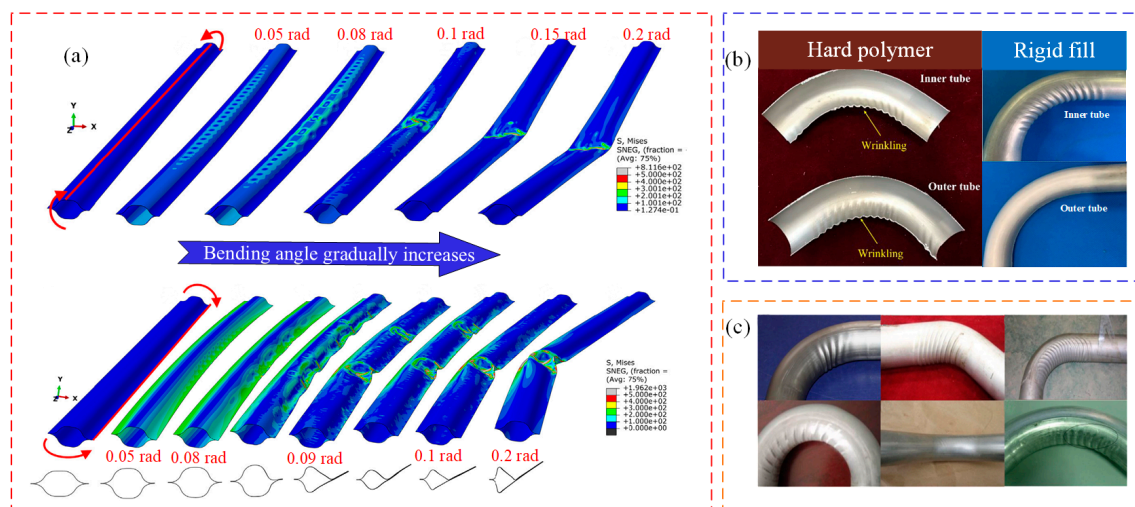 (a)
0.05 rad
0.08 rad
0.1 rad
0.15 rad
0.2 rad
Y
Z
X
S, Mises
SNEG, (fraction =
(Avg: 75%)
+8.116e+02
+5.000e+02
+4.000e+02
+3.001e+02
+2.001e+02
+1.001e+02
+1.274e-01
Bending angle gradually increases
Y
Z
X
S, Mises
SNEG, (fraction =
(Avg: 75%)
+1.962e+03
+5.000e+02
+4.000e+02
+3.000e+02
+2.000e+02
+1.000e+02
+0.000e+00
0.05 rad
0.08 rad
0.09 rad
0.1 rad
0.2 rad
(b)
Hard polymer
Rigid fill
Inner tube
Wrinkling
Inner tube
Outer tube
Wrinkling
Outer tube
(c)